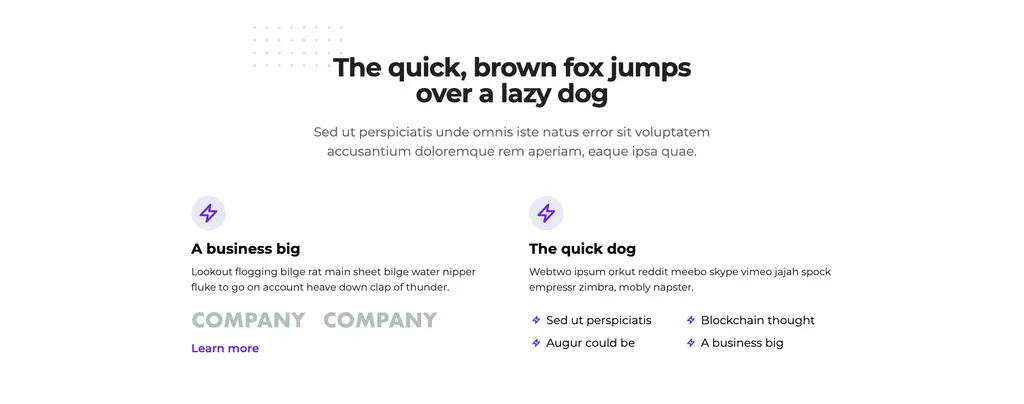 The quick, brown fox jumps
over a lazy dog
Sed ut perspiciatis unde omnis iste natus error sit voluptatem
accusantium doloremque rem aperiam, eaque ipsa quae.
A business big
Lookout flogging bilge rat main sheet bilge water nipper
fluke to go on account heave down clap of thunder.
COMPANY COMPANY
Learn more
The quick dog
Webtwo ipsum orkut reddit meebo skype vimeo jajah spock
empressr zimbra, mobly napster.
Sed ut perspiciatis
Blockchain thought
Augur could be
A business big